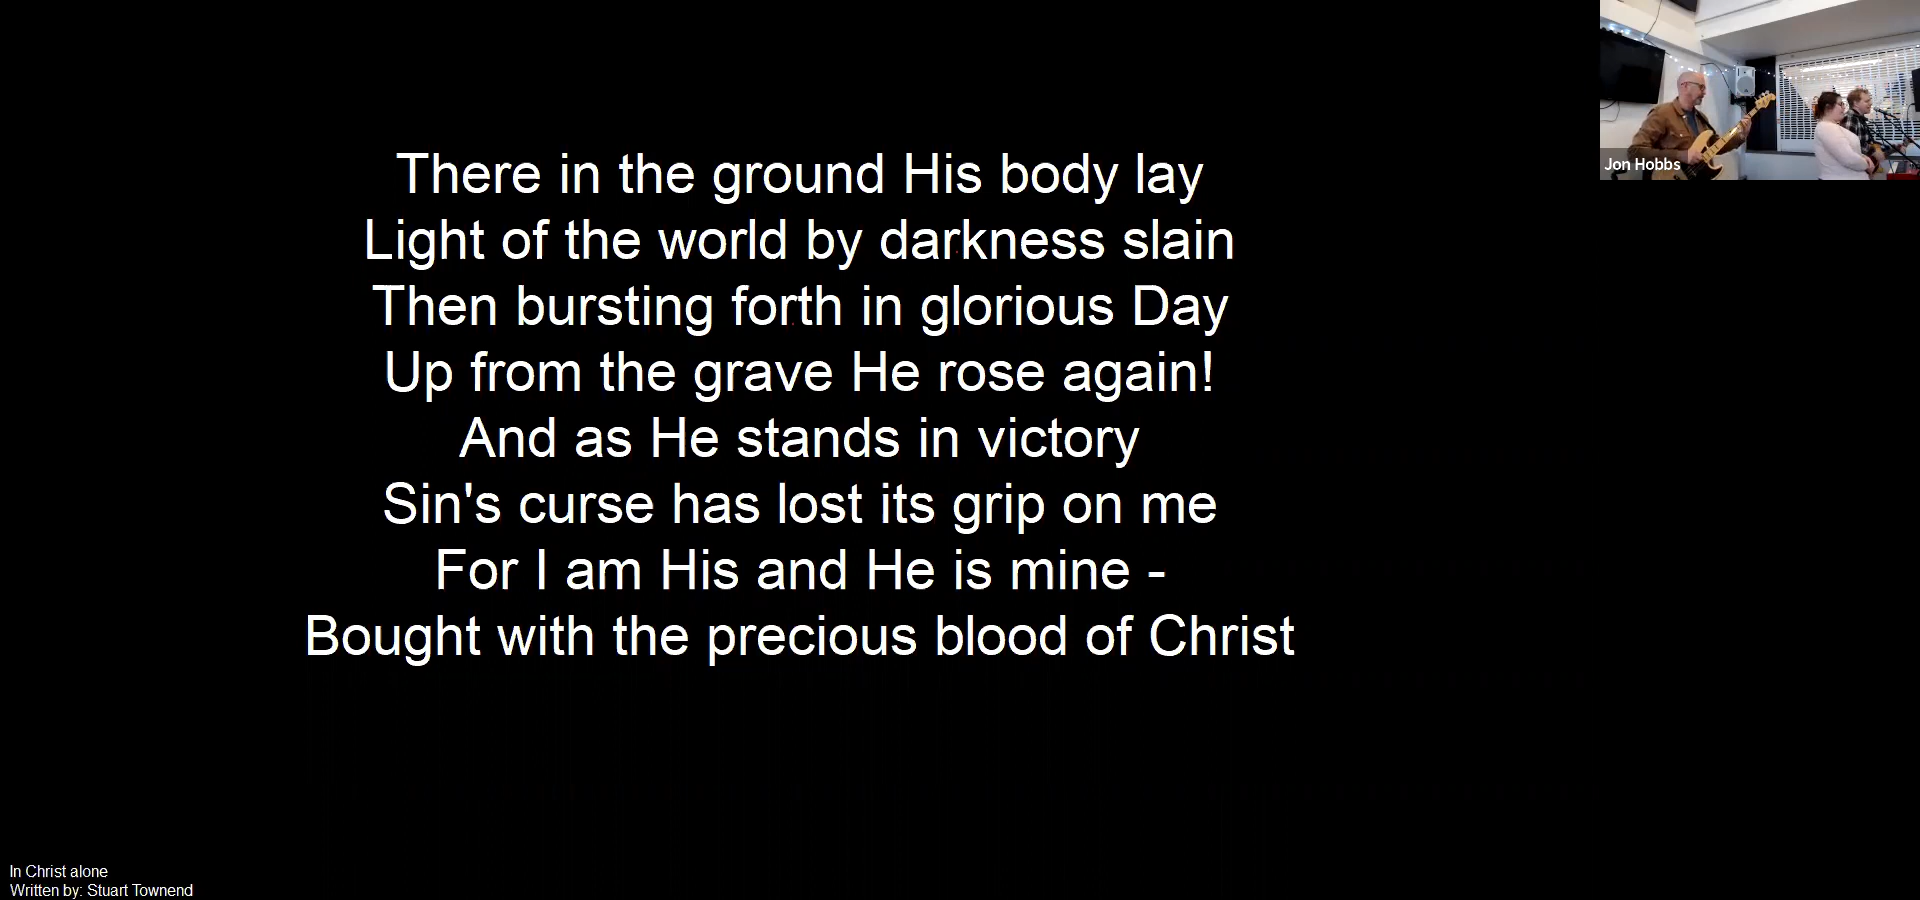 There in the ground His body lay
Light of the world by darkness slain
Then bursting forth in glorious Day
Up from the grave He rose again!
And as He stands in victory
Sin's curse has lost its grip on me
For I am His and He is mine -
Bought with the precious blood of Christ
Jon Hobbs
In Christ alone
Written by: Stuart Townend